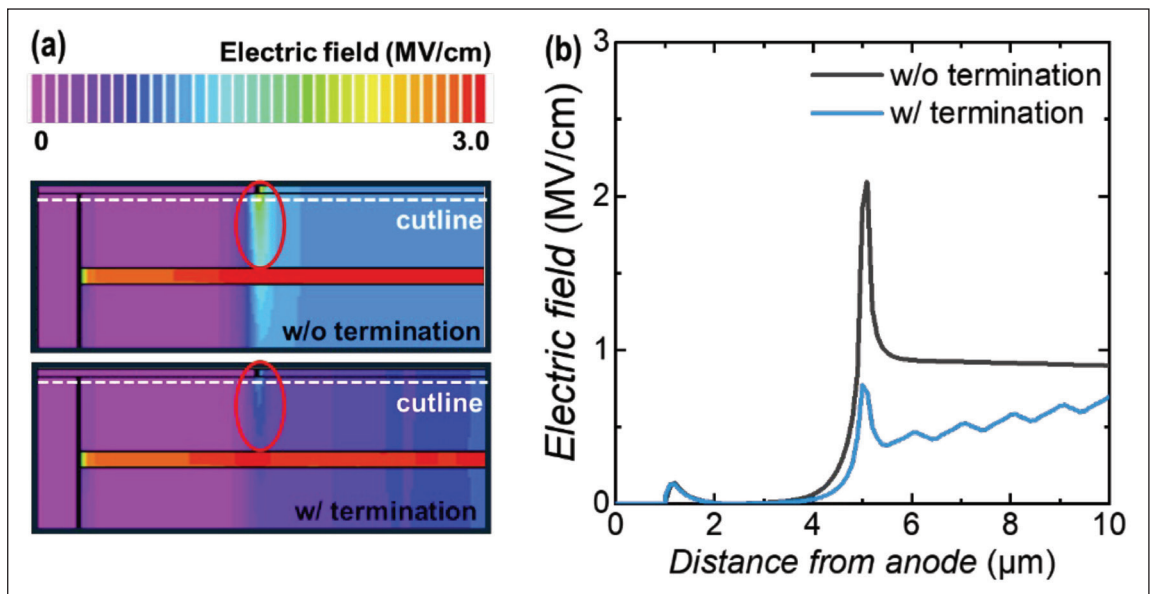 (a)
Electric field (MV/cm)
0 3.0
cutline
w/o termination
cutline
w/ termination
(b)
3
2
1
0
Electric field (MV/cm)
w/o termination
w/ termination
0 2 4 6 8 10
Distance from anode (μm)